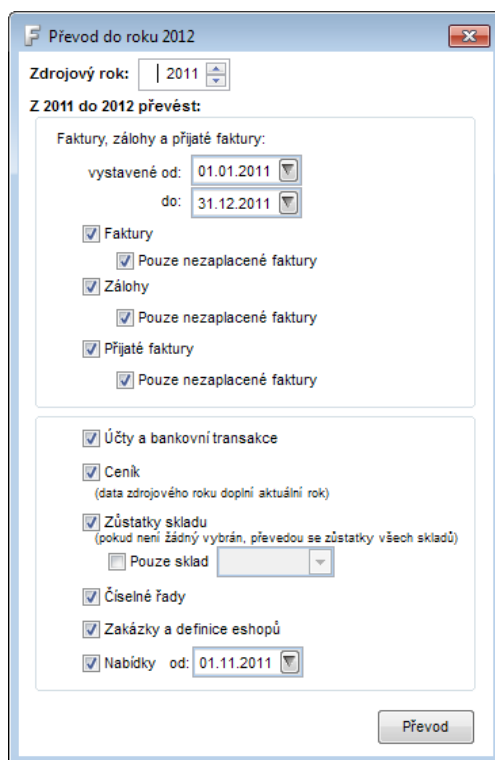 Převod do roku 2012
Zdrojový rok: 2011
Z 2011 do 2012 převést:
Faktury, zálohy a přijaté faktury:
vystavené od: 01.01.2011
do: 31.12.2011
Faktury
Pouze nezaplacené faktury
Zálohy
Pouze nezaplacené faktury
Přijaté faktury
Pouze nezaplacené faktury
Účty a bankovní transakce
Ceník
(data zdrojového roku doplní aktuální rok)
Zůstatky skladu
(pokud není žádný vybrán, převedou se zůstatky všech skladů)
Pouze sklad
Číselné řady
Zakázky a definice eshopů
Nabídky od: 01.11.2011
Převod